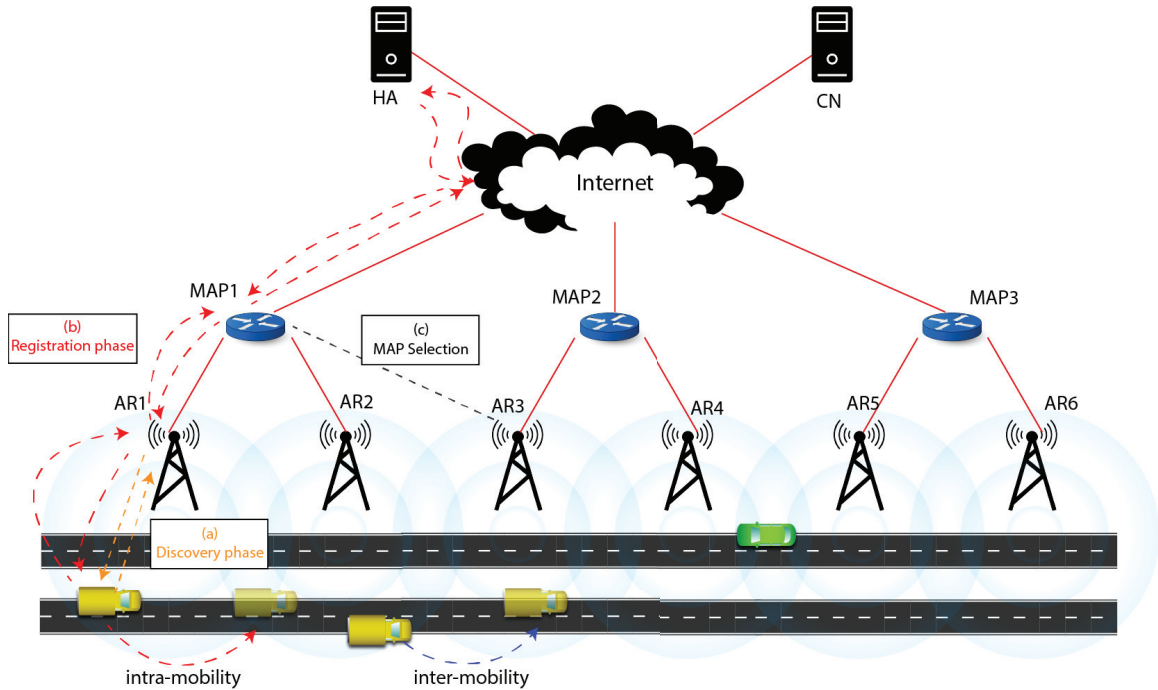 HA
CN
Internet
MAP1
MAP2
MAP3
(b)
Registration phase
(c)
MAP Selection
AR1
AR2
AR3
AR4
AR5
AR6
(a)
Discovery phase
intra-mobility
inter-mobility